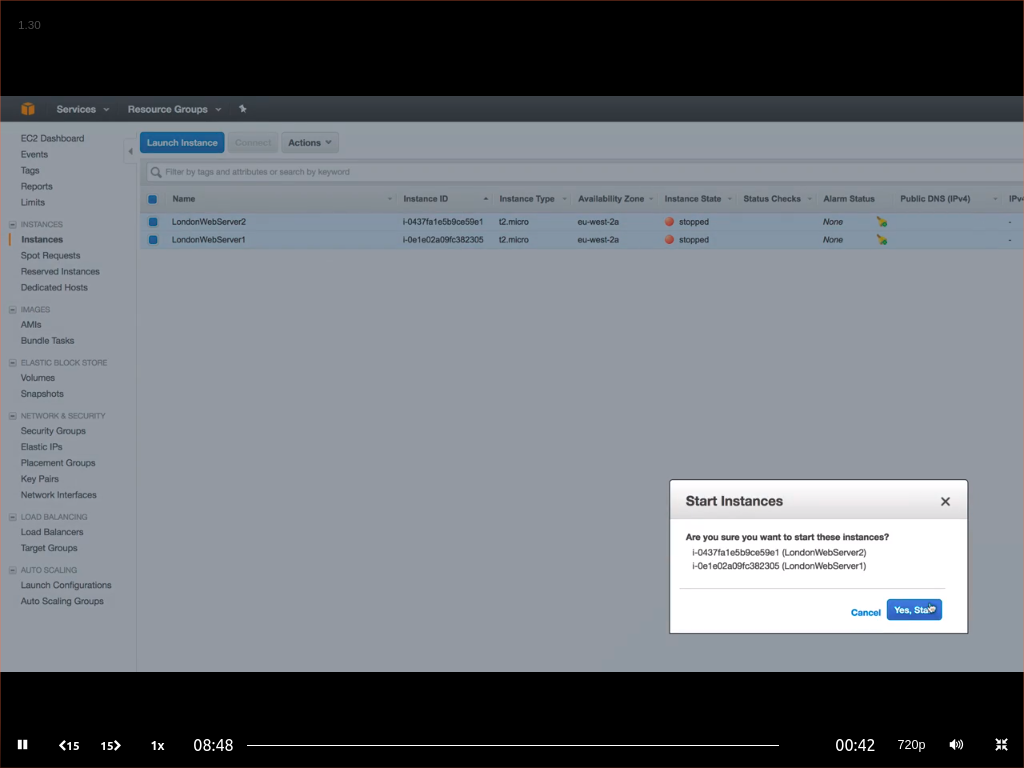 1.30
Services Resource Groups
EC2 Dashboard
Events
Tags
Reports
Limits
INSTANCES
Instances
Spot Requests
Reserved Instances
Dedicated Hosts
IMAGES
AMIs
Bundle Tasks
ELASTIC BLOCK STORE
Volumes
Snapshots
NETWORK & SECURITY
Security Groups
Elastic IPs
Placement Groups
Key Pairs
Network Interfaces
LOAD BALANCING
Load Balancers
Target Groups
AUTO SCALING
Launch Configurations
Auto Scaling Groups
Launch Instance Connect Actions
Filter by tags and attributes or search by keyword
Name Instance ID Instance Type Availability Zone Instance State Status Checks Alarm Status Public DNS (IPv4) IPv
LondonWebServer2 i-0437fa1e5b9ce59e1 t2.micro eu-west-2a stopped None -
LondonWebServer1 i-0e1e02a09fc382305 t2.micro eu-west-2a stopped None -
Start Instances
Are you sure you want to start these instances?
i-0437fa1e5b9ce59e1 (LondonWebServer2)
i-0e1e02a09fc382305 (LondonWebServer1)
Cancel Yes, Sta
15 15 1x 08:48 00:42 720p